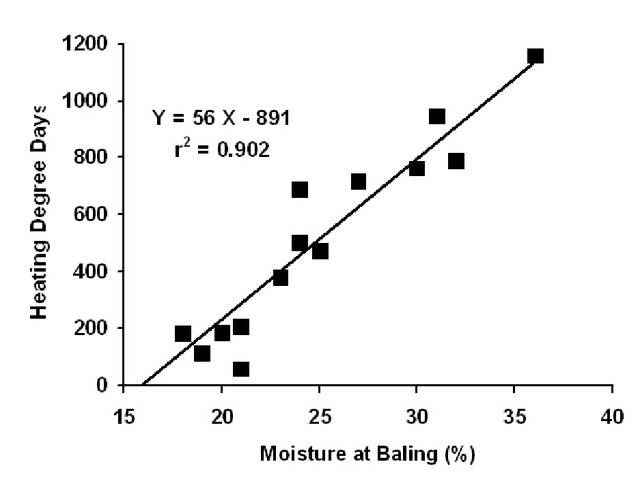 1200
1000
800
600
400
200
0
Heating Degree Days
Y = 56 X - 891
r² = 0.902
15 20 25 30 35 40
Moisture at Baling (%)